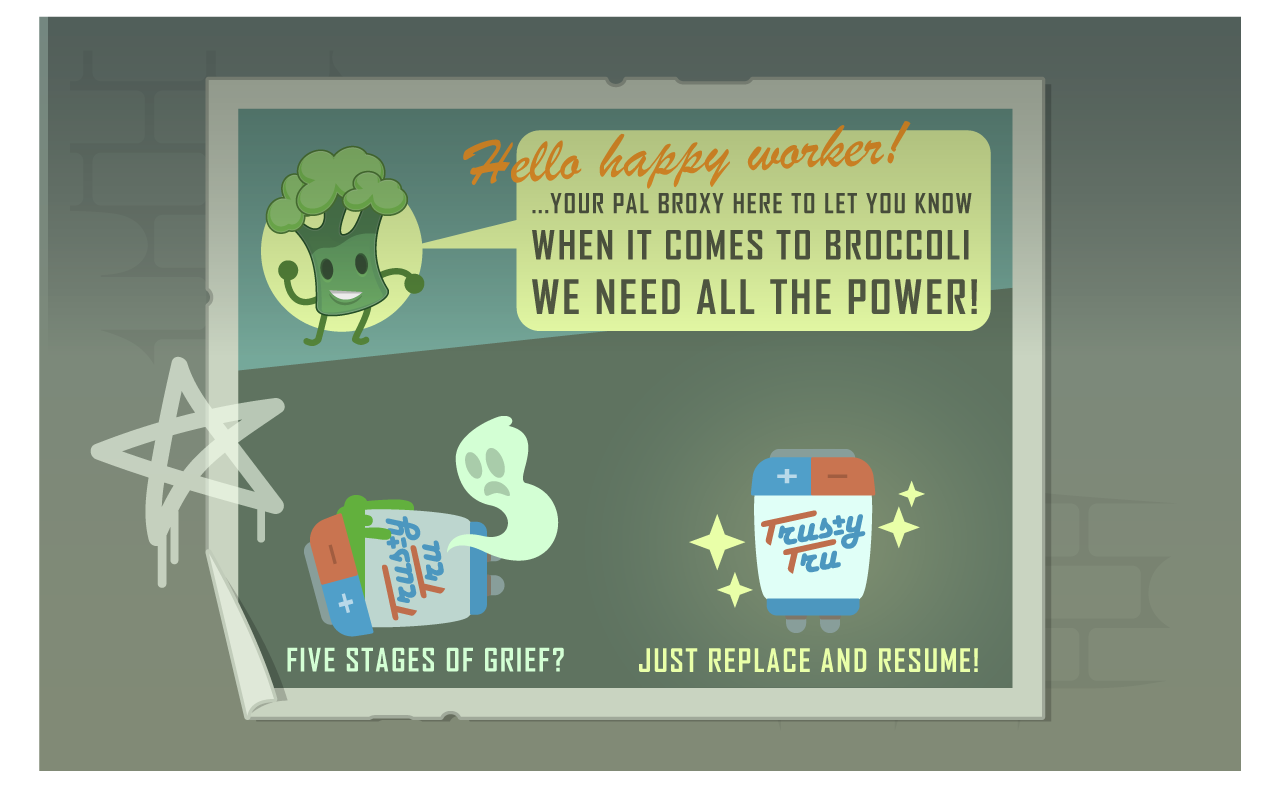 Hello happy worker!
...YOUR PAL BROXY HERE TO LET YOU KNOW
WHEN IT COMES TO BROCCOLI
WE NEED ALL THE POWER!
Trusty
Tru
+ −
Trusty
Tru
− +
FIVE STAGES OF GRIEF?
JUST REPLACE AND RESUME!